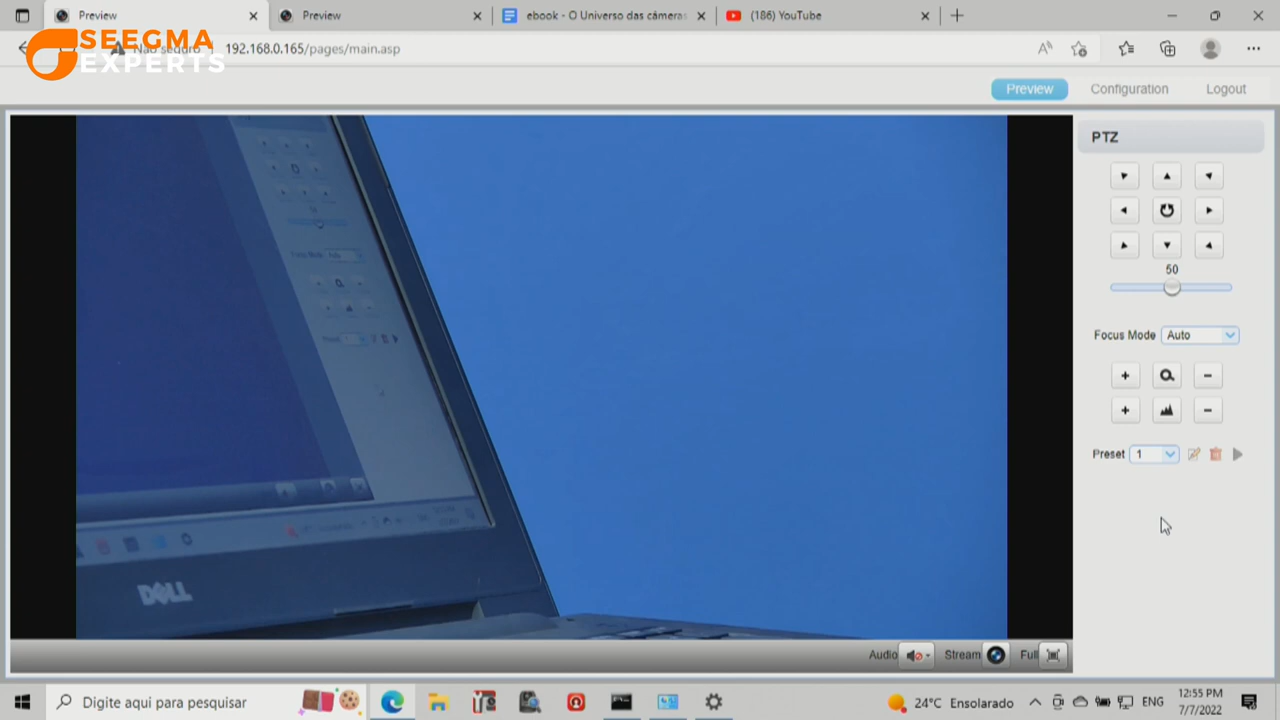 Preview
Preview
ebook - O Universo das câmeras
(186) YouTube
SEEGMA
EXPERTS
Não seguro
192.168.0.165/pages/main.asp
Preview Configuration Logout
PTZ
50
Focus Mode Auto
Preset 1
DELL
Audio Stream Full
Digite aqui para pesquisar
24°C Ensolarado
ENG
12:55 PM
7/7/2022